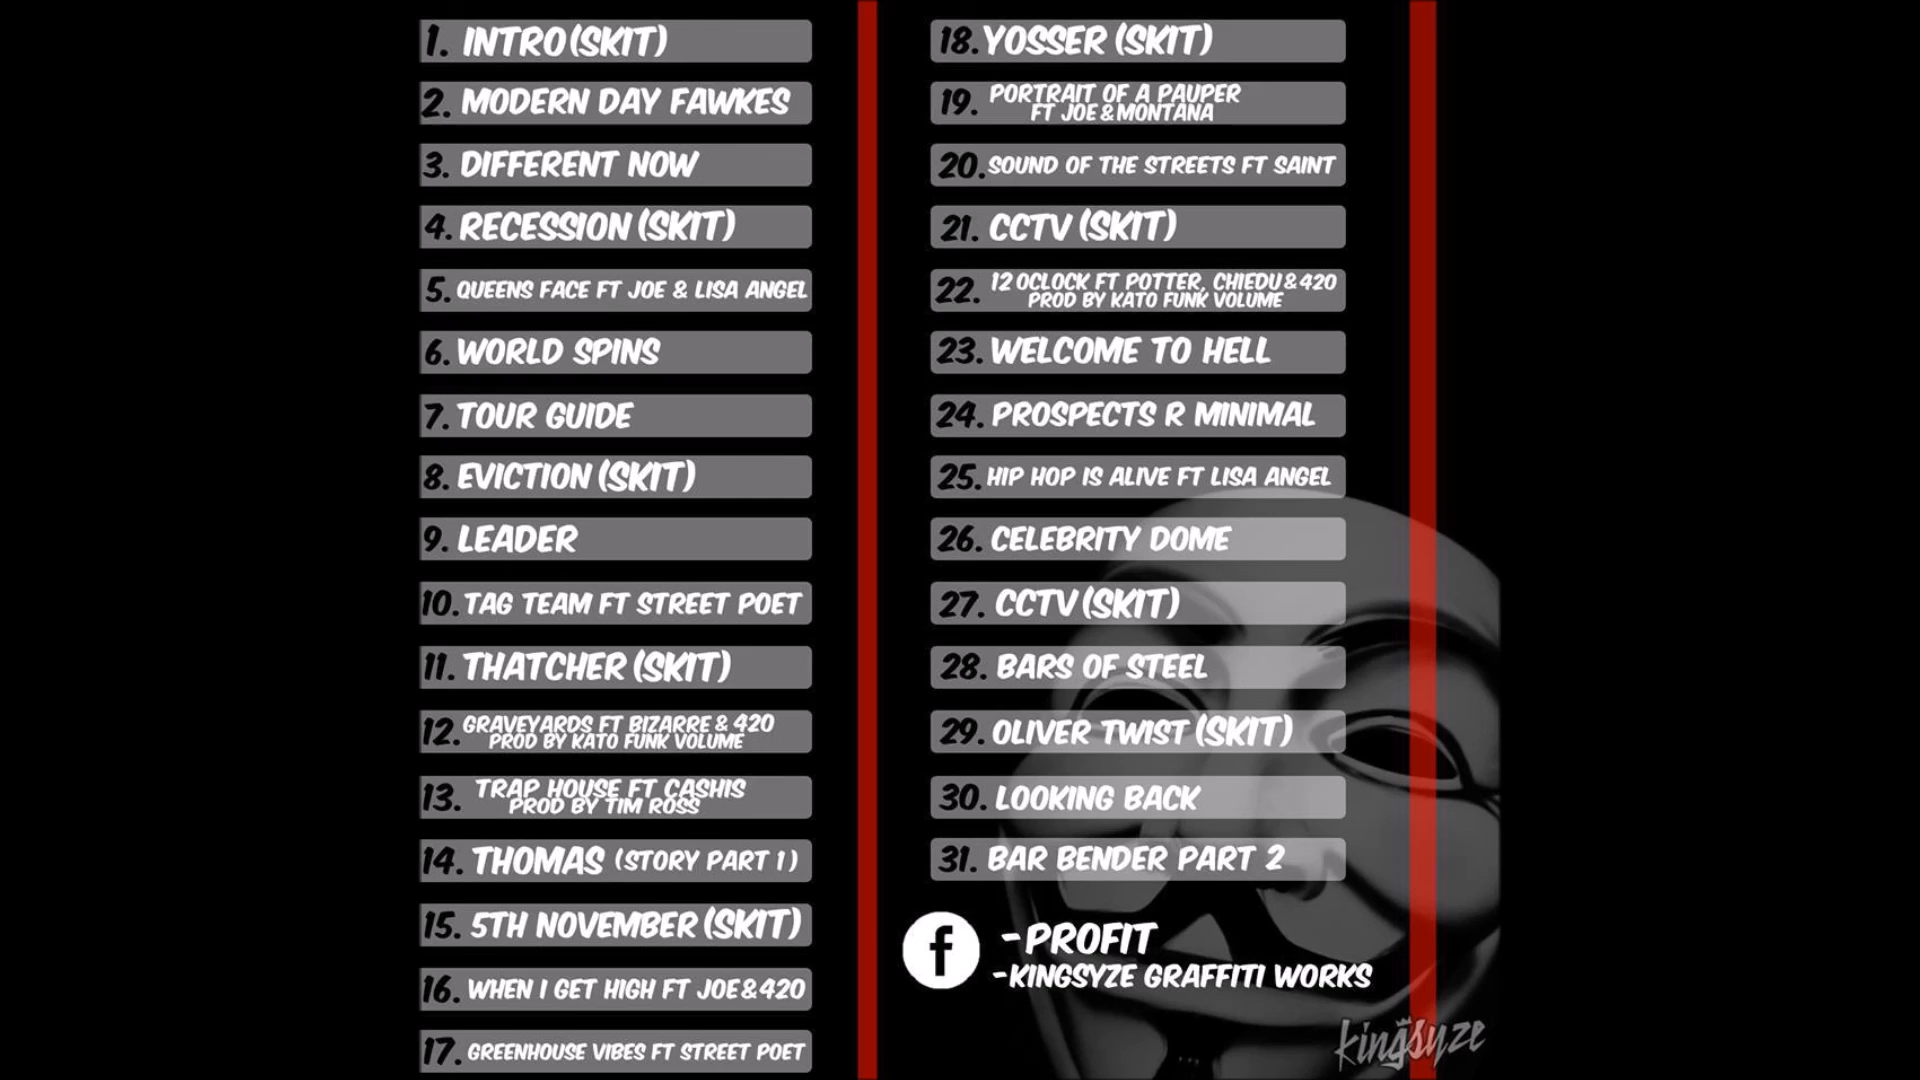 1. INTRO (SKIT)
2. MODERN DAY FAWKES
3. DIFFERENT NOW
4. RECESSION (SKIT)
5. QUEENS FACE FT JOE & LISA ANGEL
6. WORLD SPINS
7. TOUR GUIDE
8. EVICTION (SKIT)
9. LEADER
10. TAG TEAM FT STREET POET
11. THATCHER (SKIT)
12. GRAVEYARDS FT BIZARRE & 420
PROD BY KATO FUNK VOLUME
13. TRAP HOUSE FT CASHIS
PROD BY TIM ROSS
14. THOMAS (STORY PART 1)
15. 5TH NOVEMBER (SKIT)
16. WHEN I GET HIGH FT JOE & 420
17. GREENHOUSE VIBES FT STREET POET
18. YOSSER (SKIT)
19. PORTRAIT OF A PAUPER
FT JOE & MONTANA
20. SOUND OF THE STREETS FT SAINT
21. CCTV (SKIT)
22. 12 OCLOCK FT POTTER, CHIEDU & 420
PROD BY KATO FUNK VOLUME
23. WELCOME TO HELL
24. PROSPECTS R MINIMAL
25. HIP HOP IS ALIVE FT LISA ANGEL
26. CELEBRITY DOME
27. CCTV (SKIT)
28. BARS OF STEEL
29. OLIVER TWIST (SKIT)
30. LOOKING BACK
31. BAR BENDER PART 2
f
-PROFIT
-KINGSYZE GRAFFITI WORKS
kingsyze